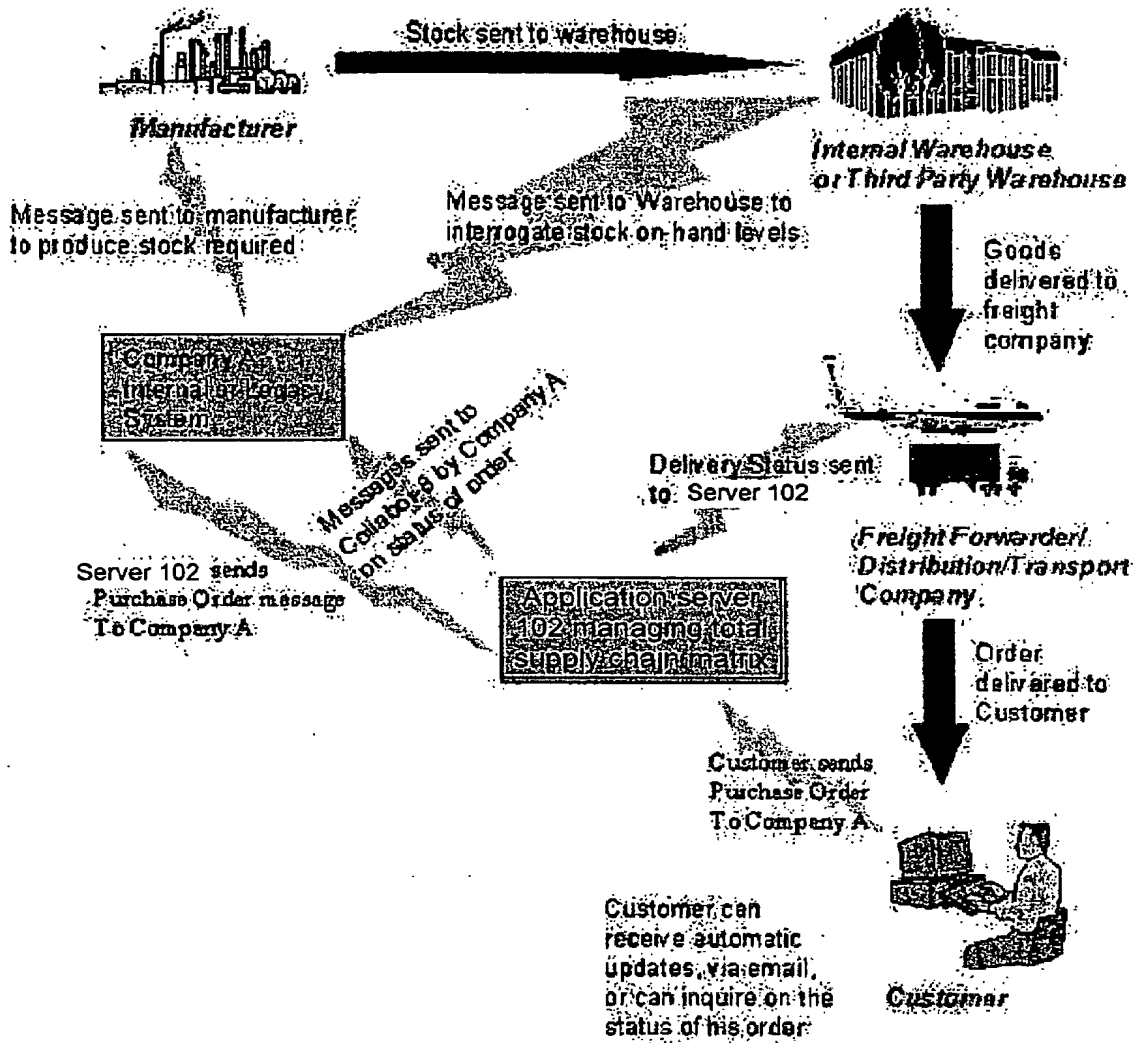 Stock sent to warehouse
Manufacturer
Internal Warehouse
or Third Party Warehouse
Message sent to manufacturer
to produce stock required
Message sent to Warehouse to
interrogate stock on-hand levels
Goods
delivered to
freight
company
Company A
Internal or Legacy
System
Messages sent to
Collabor8 by Company A
on status of order
Delivery Status sent
to Server 102
Freight Forwarder/
Distribution/Transport
Company
Server 102 sends
Purchase Order message
To Company A
Application server
102 managing total
supply chain matrix
Order
delivered to
Customer
Customer sends
Purchase Order
To Company A
Customer can
receive automatic
updates, via email,
or can inquire on the
status of his order
Customer